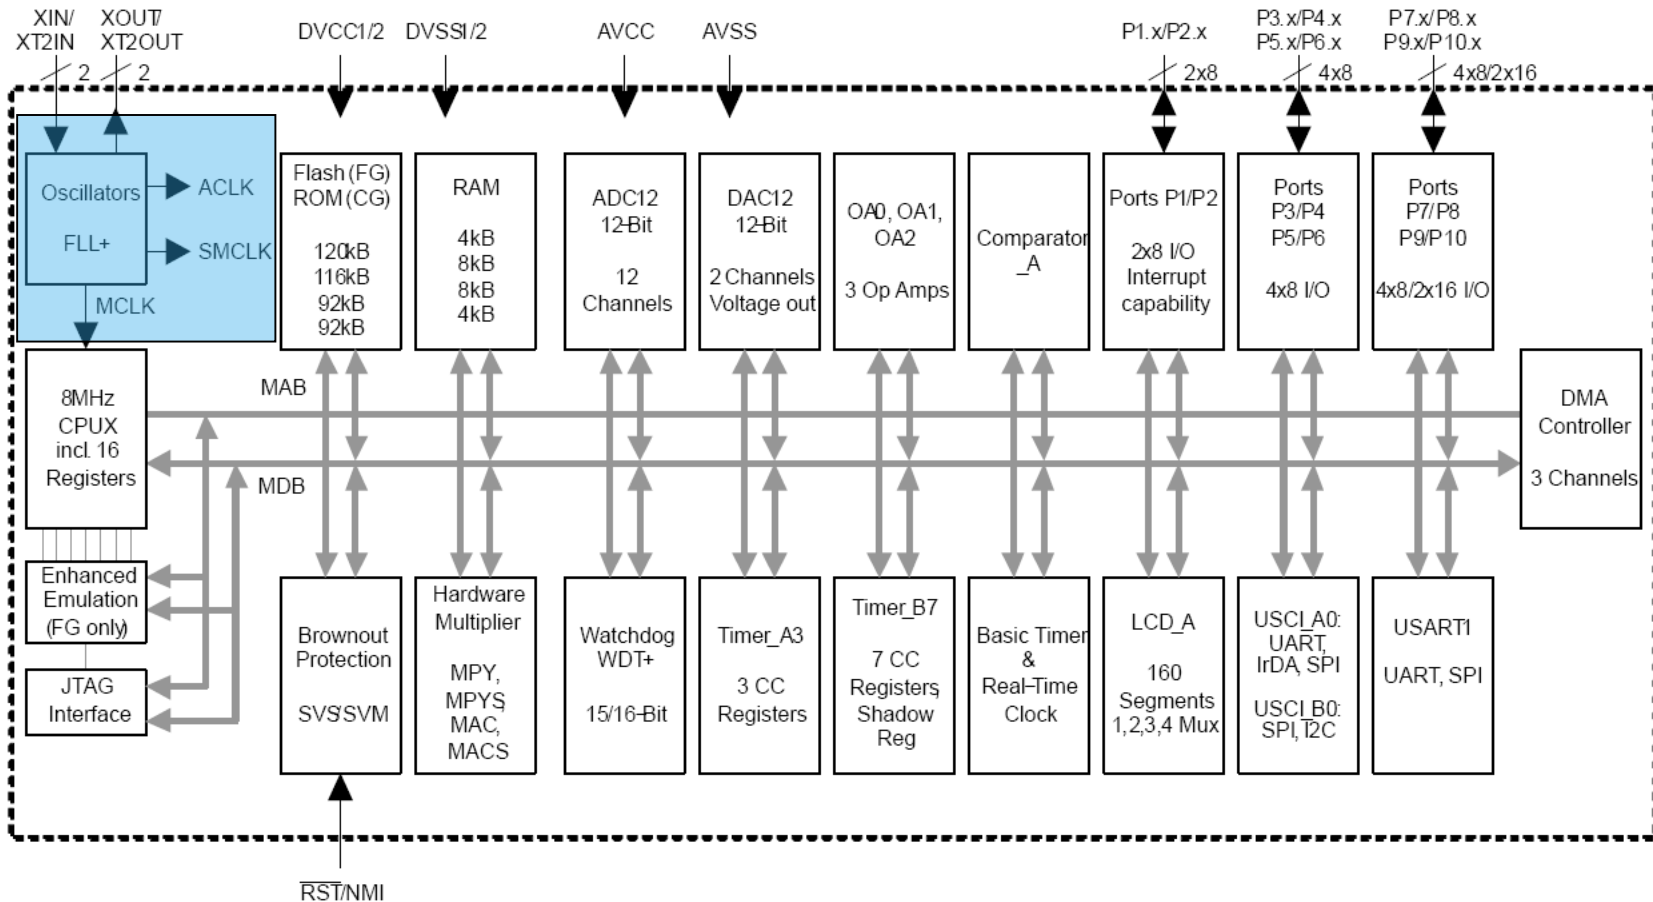 XIN/
XT2IN
XOUT/
XT2OUT
DVCC1/2
DVSS1/2
AVCC
AVSS
P1.x/P2.x
P3.x/P4.x
P5.x/P6.x
P7.x/P8.x
P9.x/P10.x
2
2
2x8
4x8
4x8/2x16
Oscillators
FLL+
ACLK
SMCLK
MCLK
Flash (FG)
ROM (CG)
120kB
116kB
92kB
92kB
RAM
4kB
8kB
8kB
4kB
ADC12
12-Bit
12
Channels
DAC12
12-Bit
2 Channels
Voltage out
OA0, OA1,
OA2
3 Op Amps
Comparator
_A
Ports P1/P2
2x8 I/O
Interrupt
capability
Ports
P3/P4
P5/P6
4x8 I/O
Ports
P7/P8
P9/P10
4x8/2x16 I/O
8MHz
CPUX
incl. 16
Registers
MAB
MDB
DMA
Controller
3 Channels
Enhanced
Emulation
(FG only)
JTAG
Interface
Brownout
Protection
SVS/SVM
Hardware
Multiplier
MPY,
MPYS,
MAC,
MACS
Watchdog
WDT+
15/16-Bit
Timer_A3
3 CC
Registers
Timer_B7
7 CC
Registers,
Shadow
Reg
Basic Timer
&
Real-Time
Clock
LCD_A
160
Segments
1,2,3,4 Mux
USCI_A0:
UART,
IrDA, SPI
USCI_B0:
SPI, I2C
USART1
UART, SPI
RST/NMI